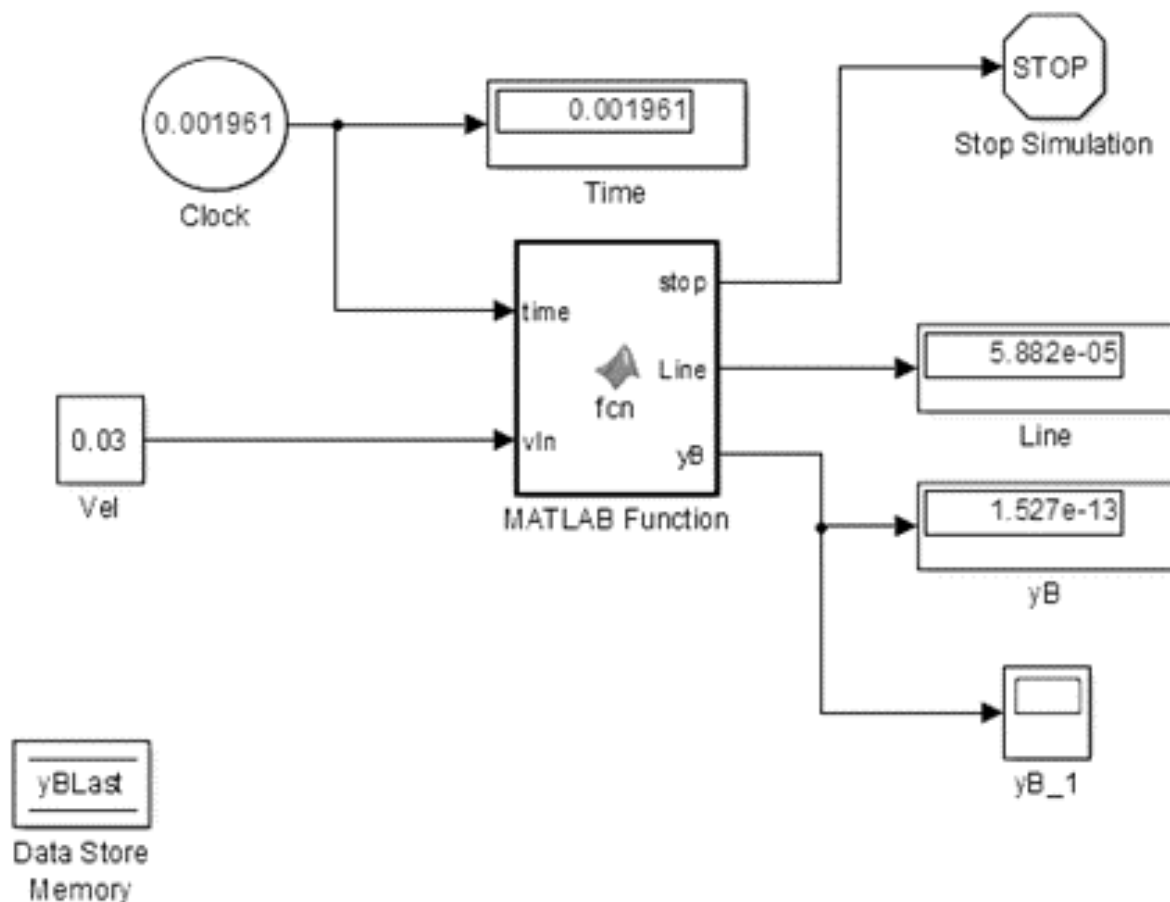 STOP
Stop Simulation
0.001961
Clock
0.001961
Time
stop
time
Line
fcn
vIn
yB
MATLAB Function
0.03
Vel
5.882e-05
Line
1.527e-13
yB
yB_1
yBLast
Data Store
Memory